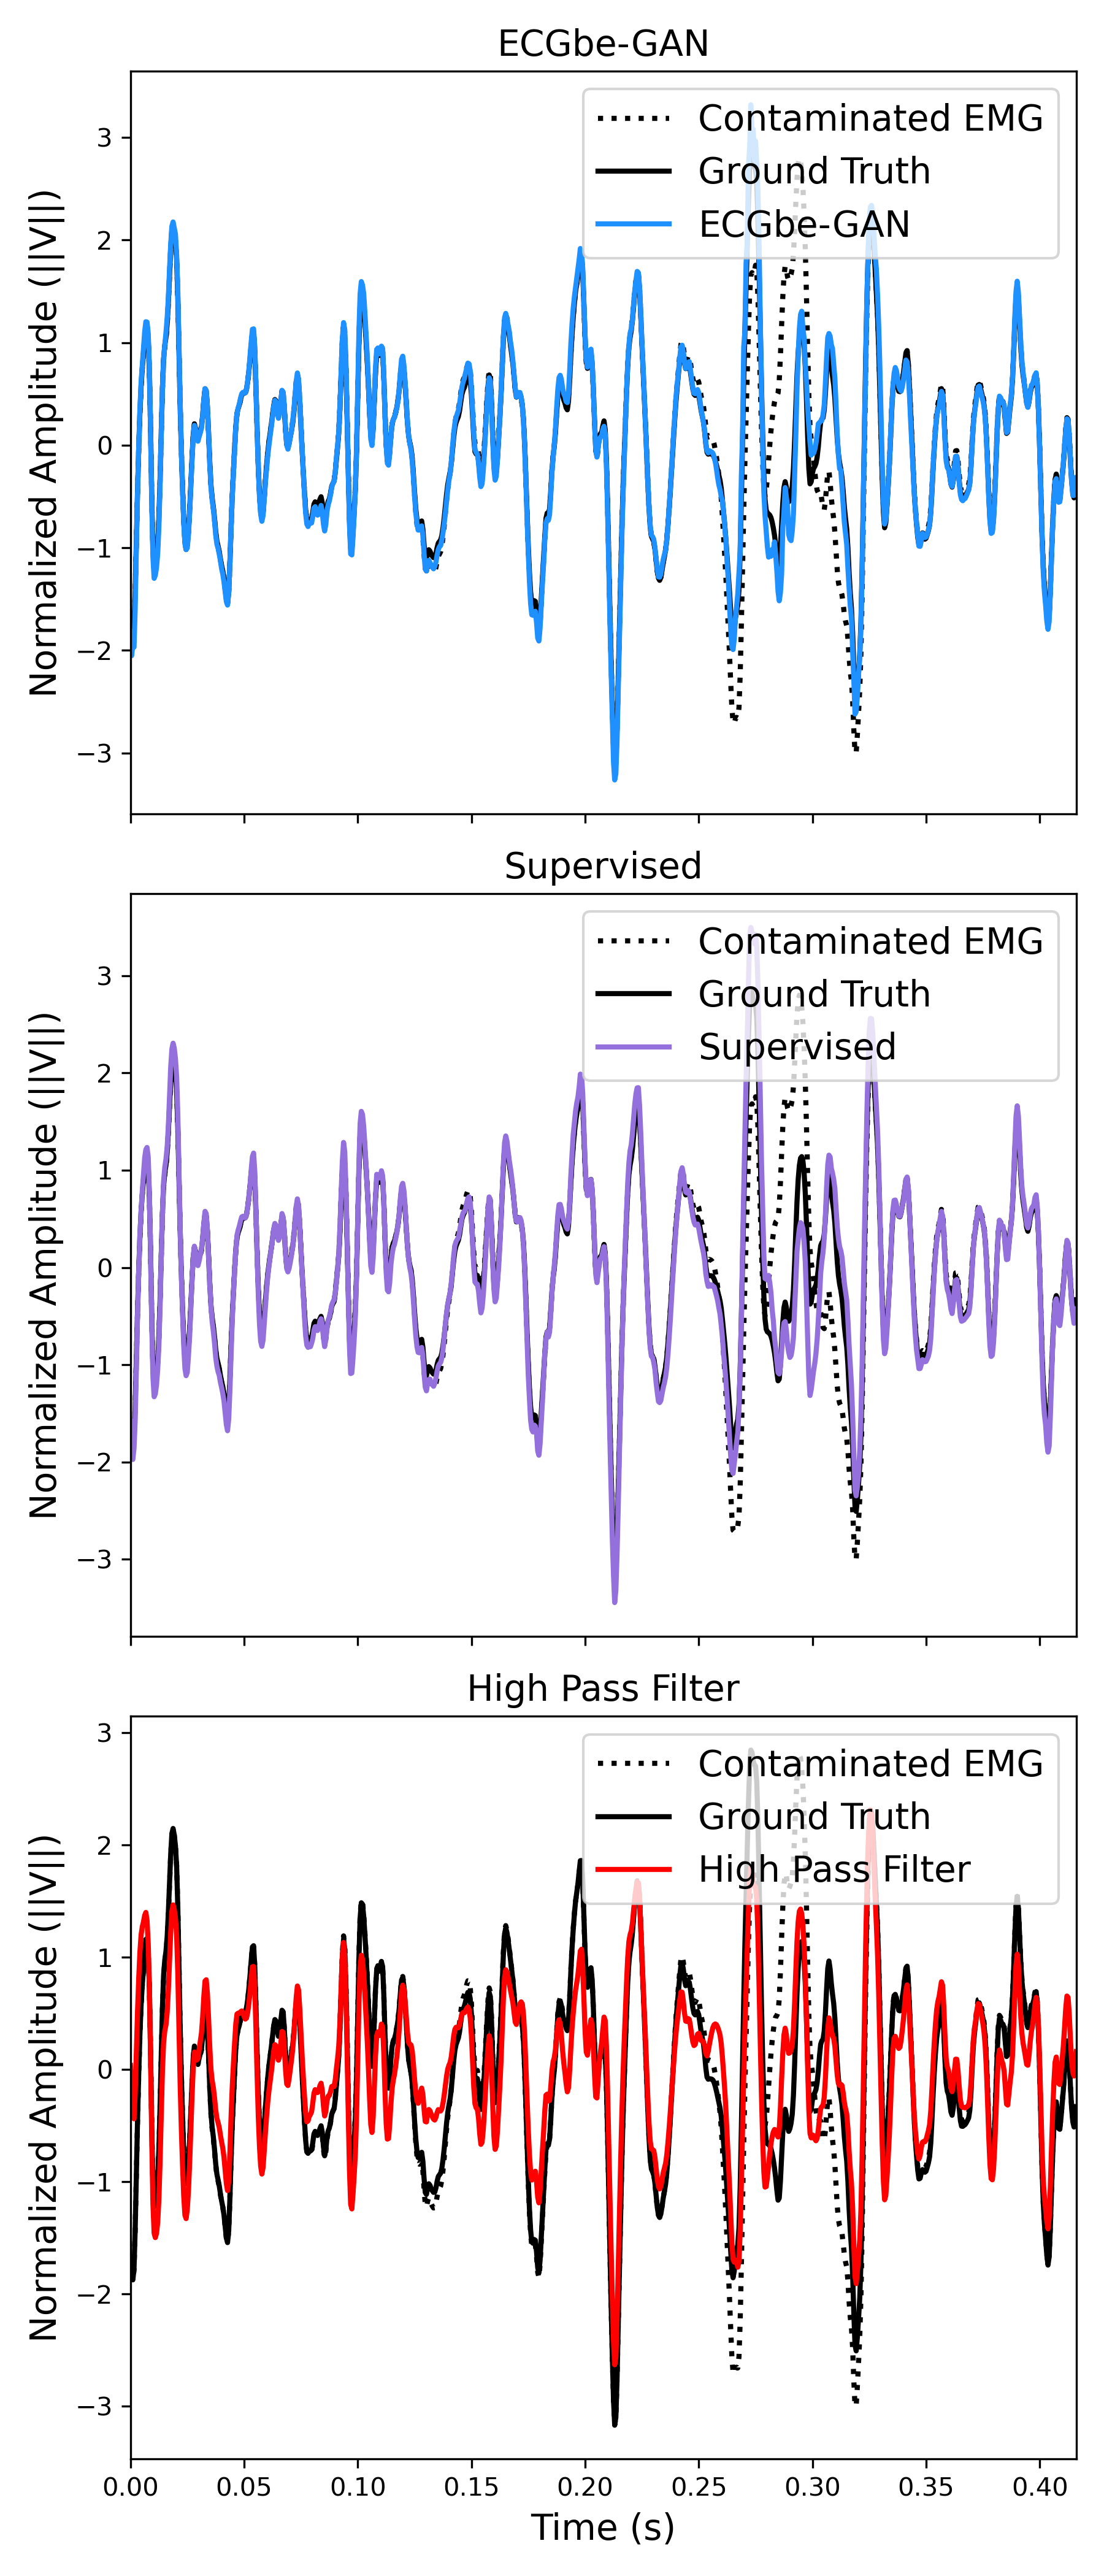 ECGbe-GAN
Contaminated EMG
Ground Truth
ECGbe-GAN
Normalized Amplitude (||V||)
3
2
1
0
−1
−2
−3
Supervised
Contaminated EMG
Ground Truth
Supervised
Normalized Amplitude (||V||)
3
2
1
0
−1
−2
−3
High Pass Filter
Contaminated EMG
Ground Truth
High Pass Filter
Normalized Amplitude (||V||)
3
2
1
0
−1
−2
−3
0.00 0.05 0.10 0.15 0.20 0.25 0.30 0.35 0.40
Time (s)